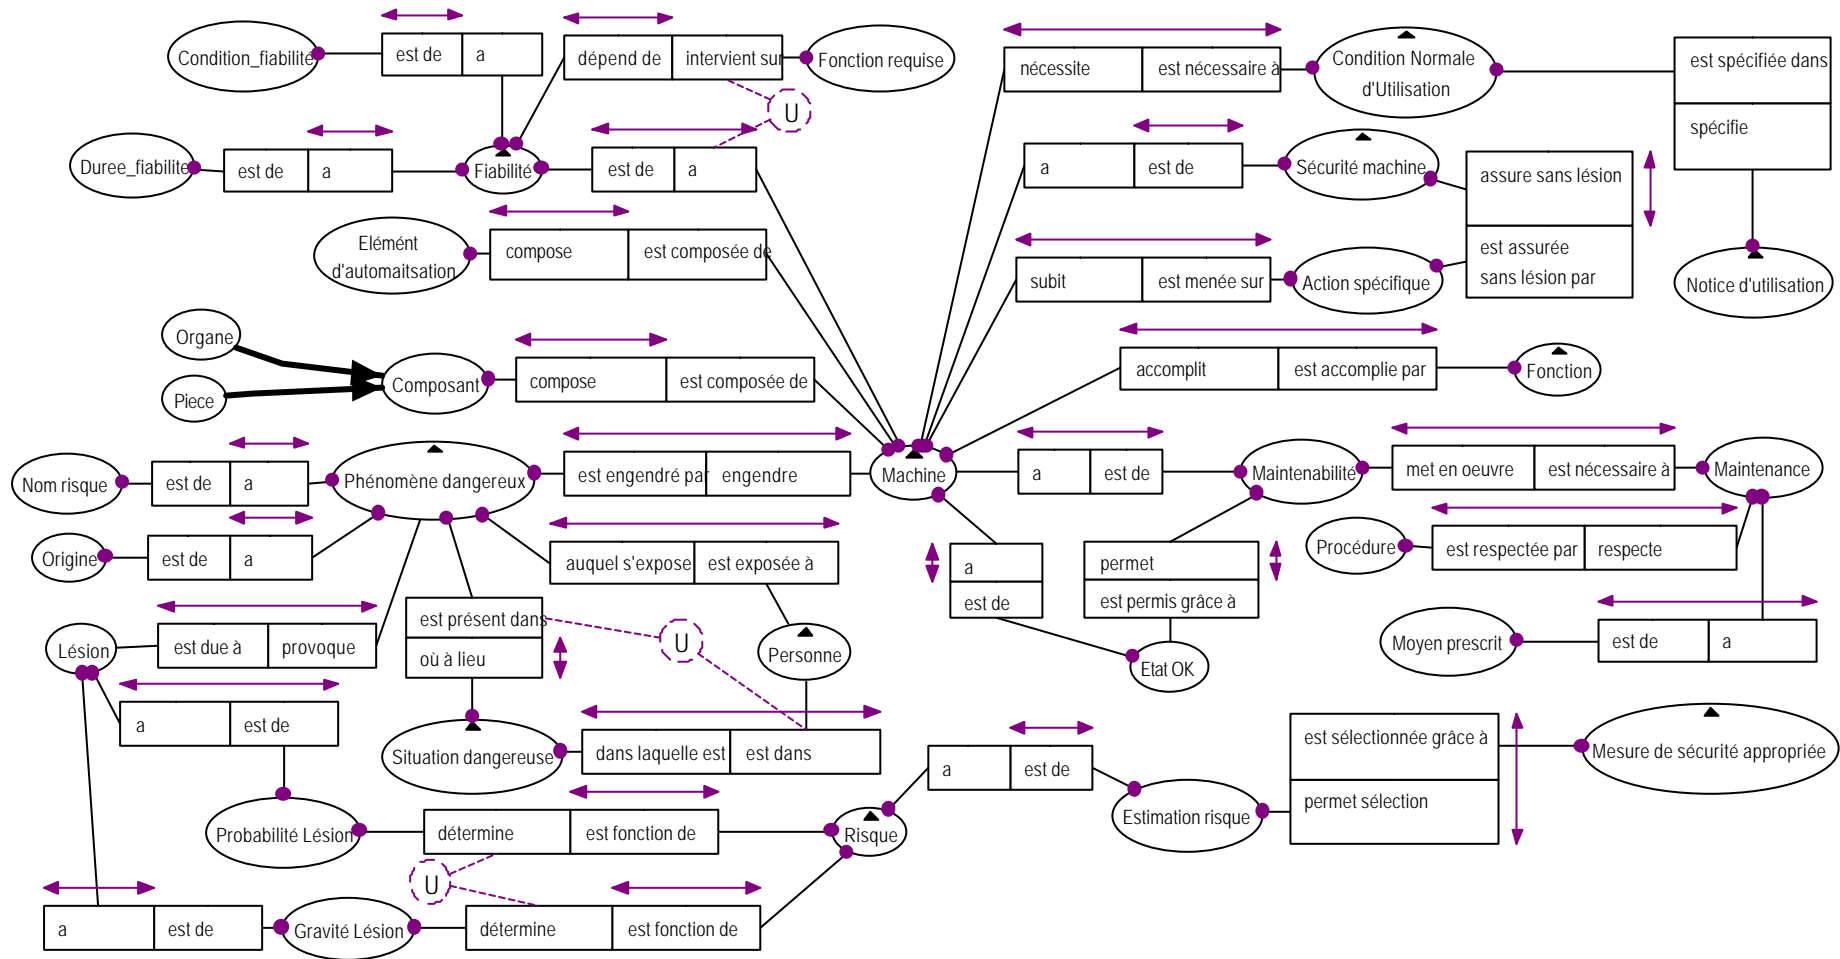 Condition_fiabilité
est de
a
dépend de
intervient sur
Fonction requise
nécessite
est nécessaire à
Condition Normale
d'Utilisation
est spécifiée dans
spécifie
U
Duree_fiabilite
est de
a
Fiabilité
est de
a
a
est de
Sécurité machine
assure sans lésion
est assurée
sans lésion par
Elémént
d'automaitsation
compose
est composée de
subit
est menée sur
Action spécifique
Notice d'utilisation
Organe
Piece
Composant
compose
est composée de
accomplit
est accomplie par
Fonction
Nom risque
est de
a
Phénomène dangereux
est engendré par
engendre
Machine
a
est de
Maintenabilité
met en oeuvre
est nécessaire à
Maintenance
Origine
est de
a
auquel s'expose
est exposée à
a
est de
permet
est permis grâce à
Procédure
est respectée par
respecte
Lésion
est due à
provoque
est présent dans
où à lieu
U
Personne
Etat OK
Moyen prescrit
est de
a
a
est de
Situation dangereuse
dans laquelle est
est dans
a
est de
est sélectionnée grâce à
permet sélection
Mesure de sécurité appropriée
Probabilité Lésion
détermine
est fonction de
Risque
Estimation risque
U
a
est de
Gravité Lésion
détermine
est fonction de